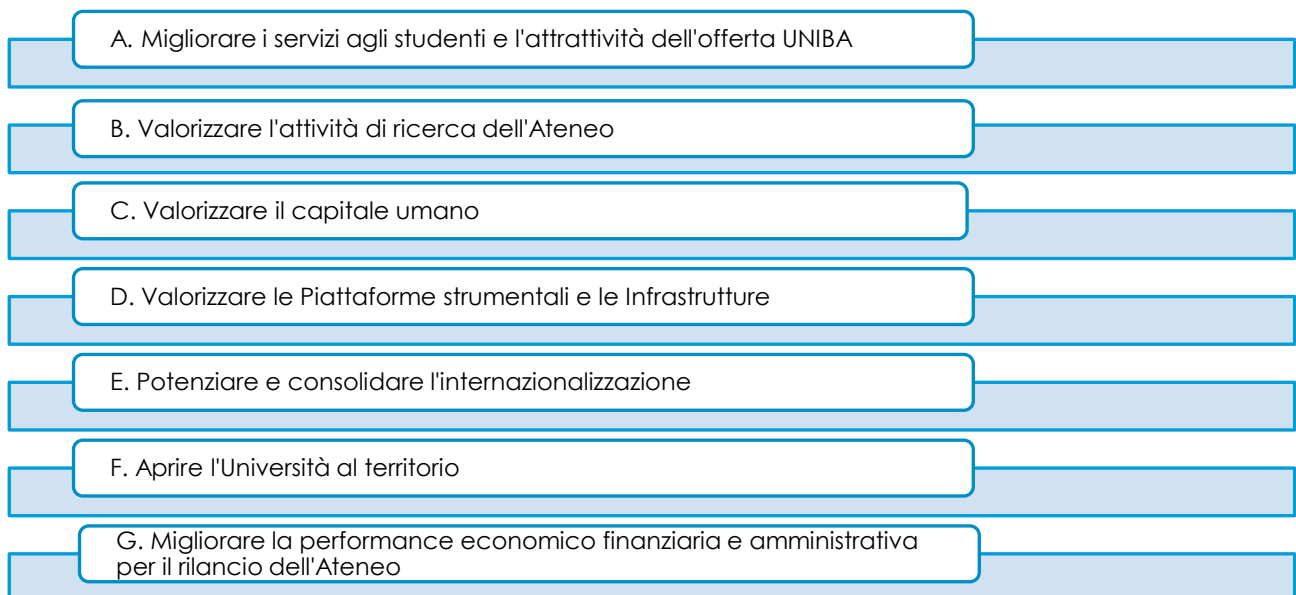 A. Migliorare i servizi agli studenti e l'attrattività dell'offerta UNIBA
B. Valorizzare l'attività di ricerca dell'Ateneo
C. Valorizzare il capitale umano
D. Valorizzare le Piattaforme strumentali e le Infrastrutture
E. Potenziare e consolidare l'internazionalizzazione
F. Aprire l'Università al territorio
G. Migliorare la performance economico finanziaria e amministrativa
per il rilancio dell'Ateneo